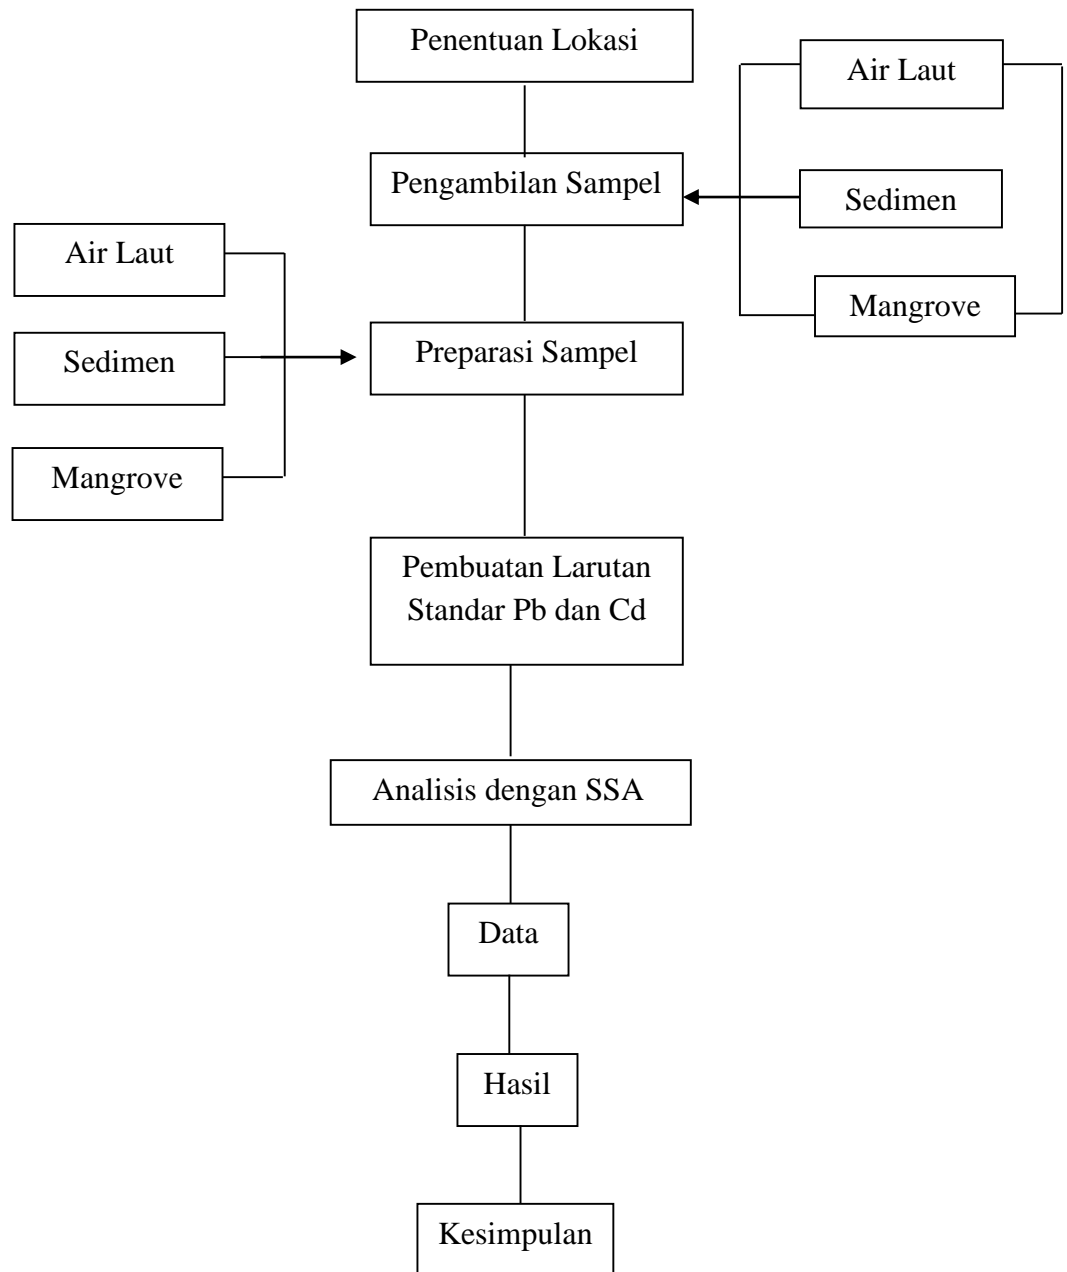 Penentuan Lokasi
Air Laut
Pengambilan Sampel
Sedimen
Mangrove
Air Laut
Sedimen
Mangrove
Preparasi Sampel
Pembuatan Larutan
Standar Pb dan Cd
Analisis dengan SSA
Data
Hasil
Kesimpulan